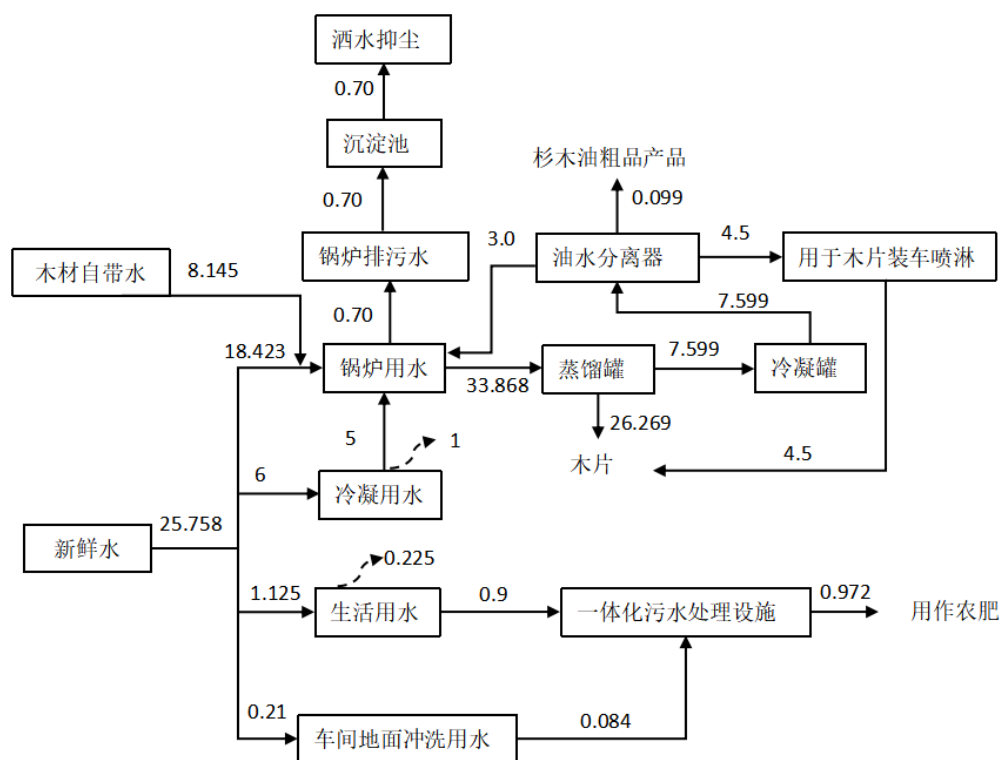 洒水抑尘
0.70
沉淀池
杉木油粗品产品
0.70
0.099
3.0
4.5
木材自带水
8.145
锅炉排污水
油水分离器
用于木片装车喷淋
0.70
7.599
18.423
锅炉用水
33.868
蒸馏罐
7.599
冷凝罐
26.269
5
1
木片
4.5
6
冷凝用水
新鲜水
25.758
0.225
1.125
生活用水
0.9
一体化污水处理设施
0.972
用作农肥
0.21
车间地面冲洗用水
0.084